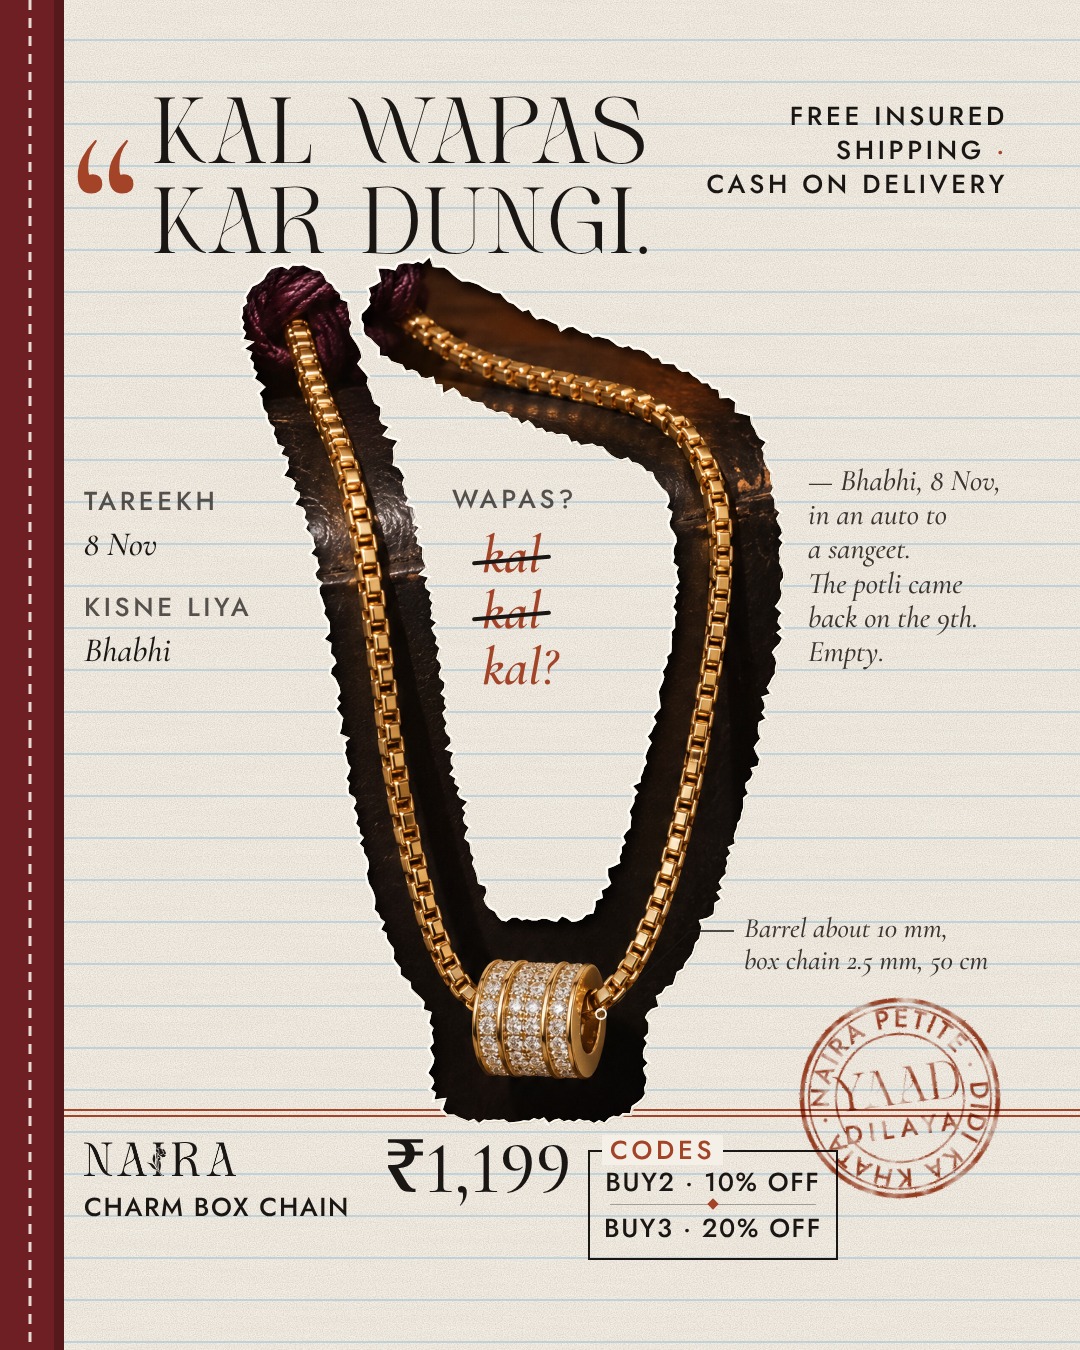 “KAL WAPAS
KAR DUNGI.
FREE INSURED
SHIPPING ·
CASH ON DELIVERY
TAREEKH
8 Nov
KISNE LIYA
Bhabhi
WAPAS?
kal
kal
kal?
— Bhabhi, 8 Nov,
in an auto to
a sangeet.
The potli came
back on the 9th.
Empty.
Barrel about 10 mm,
box chain 2.5 mm, 50 cm
NAIRA PETITE · DIDI KA KHATA ·
YAAD
DILAYA
NAIRA
CHARM BOX CHAIN
₹1,199
CODES
BUY2 · 10% OFF
BUY3 · 20% OFF